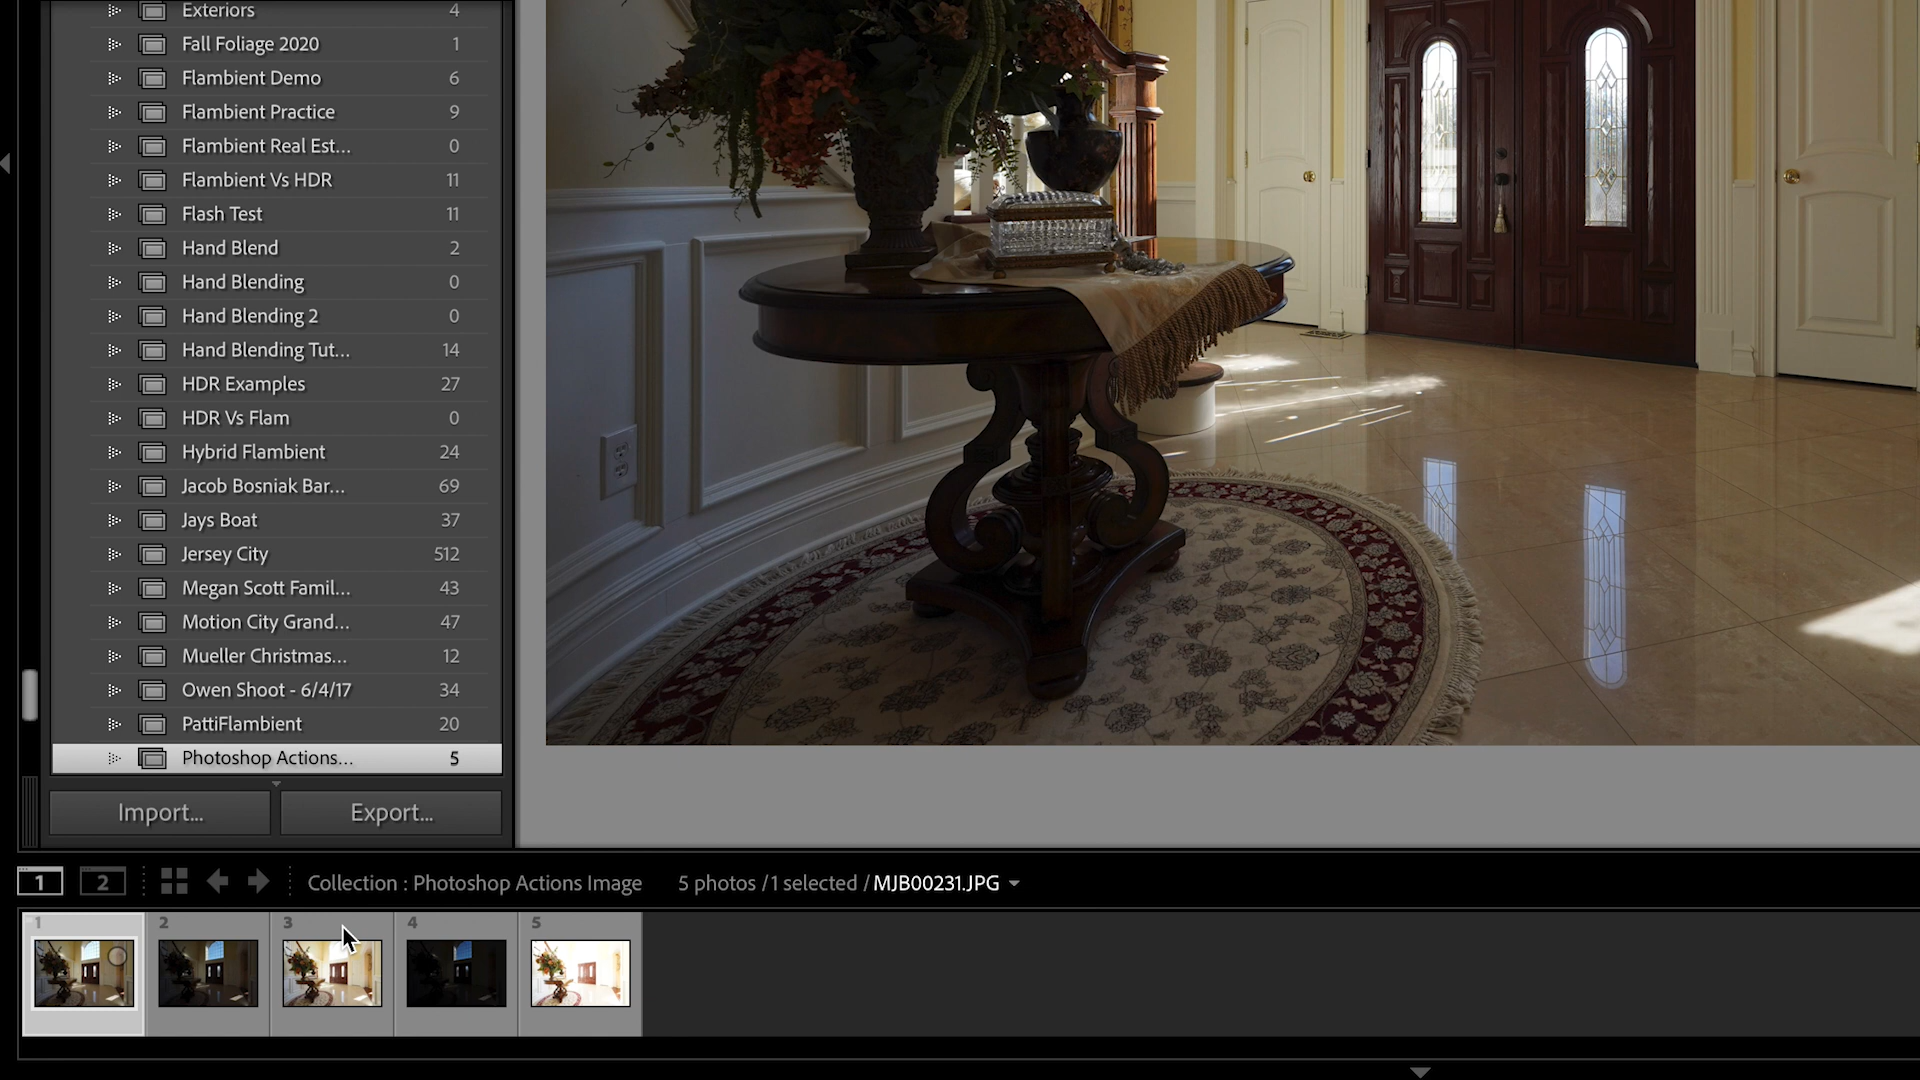 Exteriors 4
Fall Foliage 2020 1
Flambient Demo 6
Flambient Practice 9
Flambient Real Est... 0
Flambient Vs HDR 11
Flash Test 11
Hand Blend 2
Hand Blending 0
Hand Blending 2 0
Hand Blending Tut... 14
HDR Examples 27
HDR Vs Flam 0
Hybrid Flambient 24
Jacob Bosniak Bar... 69
Jays Boat 37
Jersey City 512
Megan Scott Famil... 43
Motion City Grand... 47
Mueller Christmas... 12
Owen Shoot - 6/4/17 34
PattiFlambient 20
Photoshop Actions... 5
Import... Export...
1 2 Collection : Photoshop Actions Image 5 photos / 1 selected / MJB00231.JPG
1 2 3 4 5